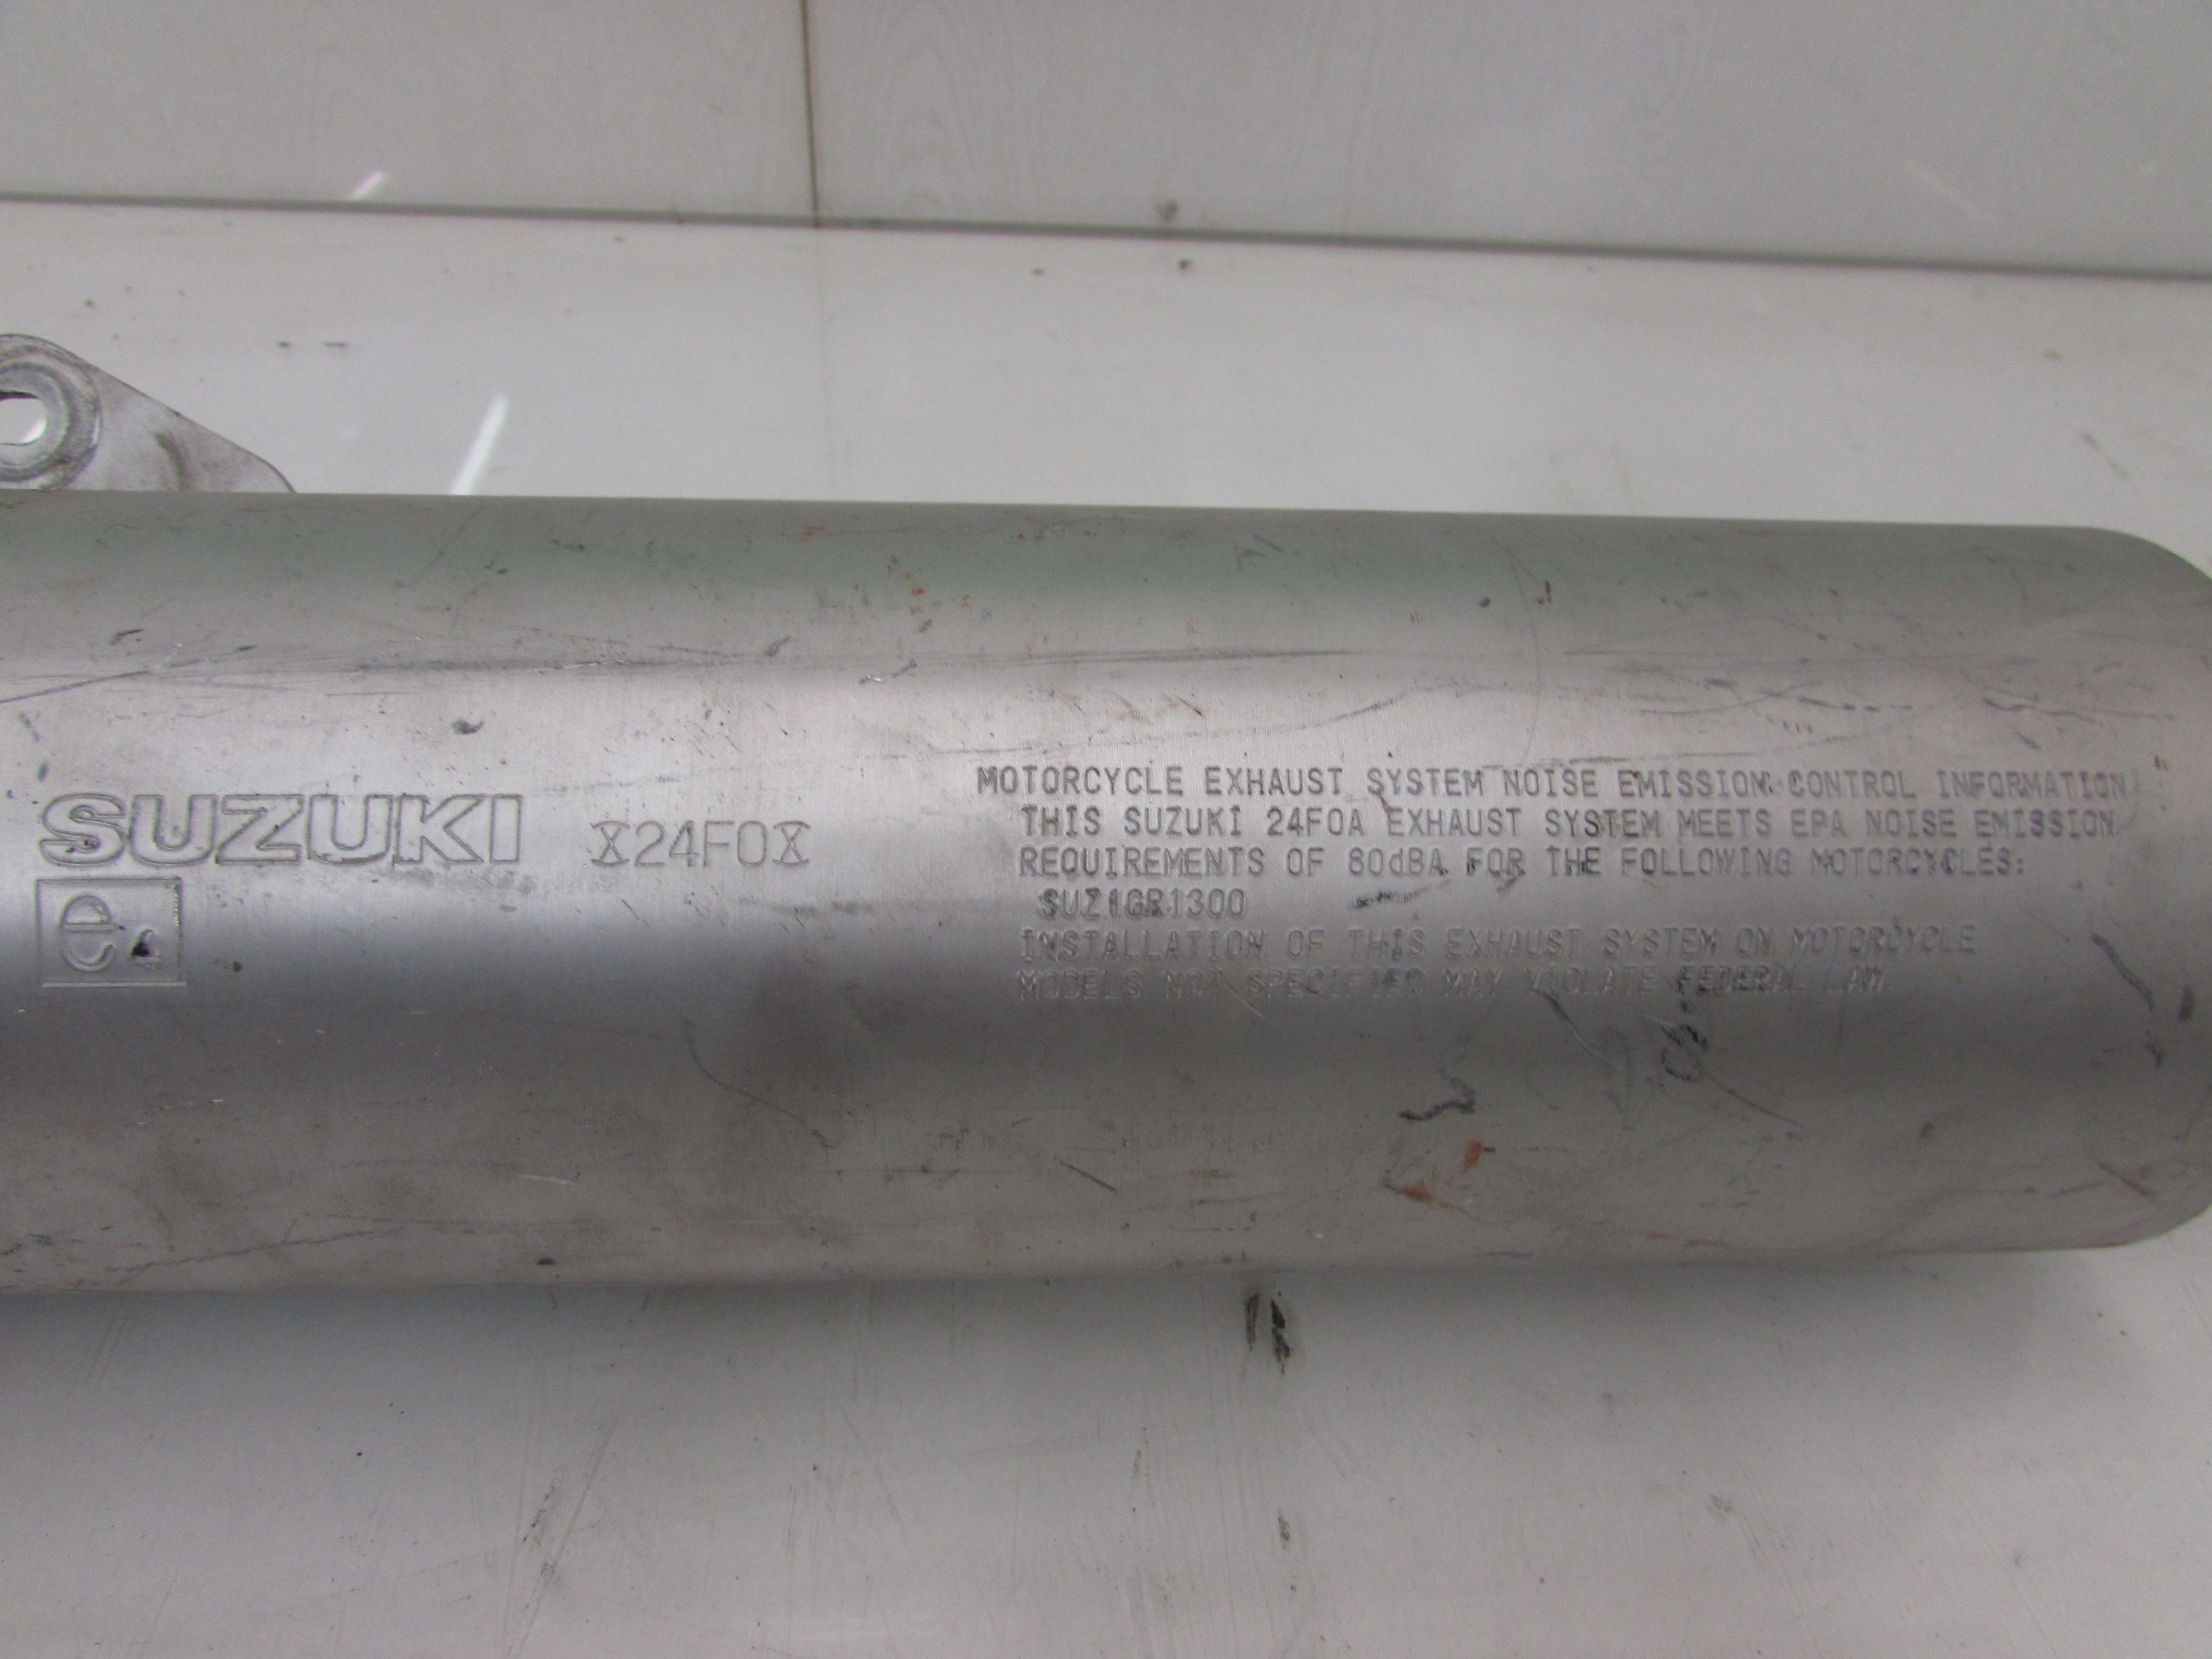 SUZUKI
24F0
e4
MOTORCYCLE EXHAUST SYSTEM NOISE EMISSION CONTROL INFORMATION
THIS SUZUKI 24F0A EXHAUST SYSTEM MEETS EPA NOISE EMISSION
REQUIREMENTS OF 80dBA FOR THE FOLLOWING MOTORCYCLES:
SUZ1GR1300
INSTALLATION OF THIS EXHAUST SYSTEM ON MOTORCYCLE
MODELS NOT SPECIFIED MAY VIOLATE FEDERAL LAW.